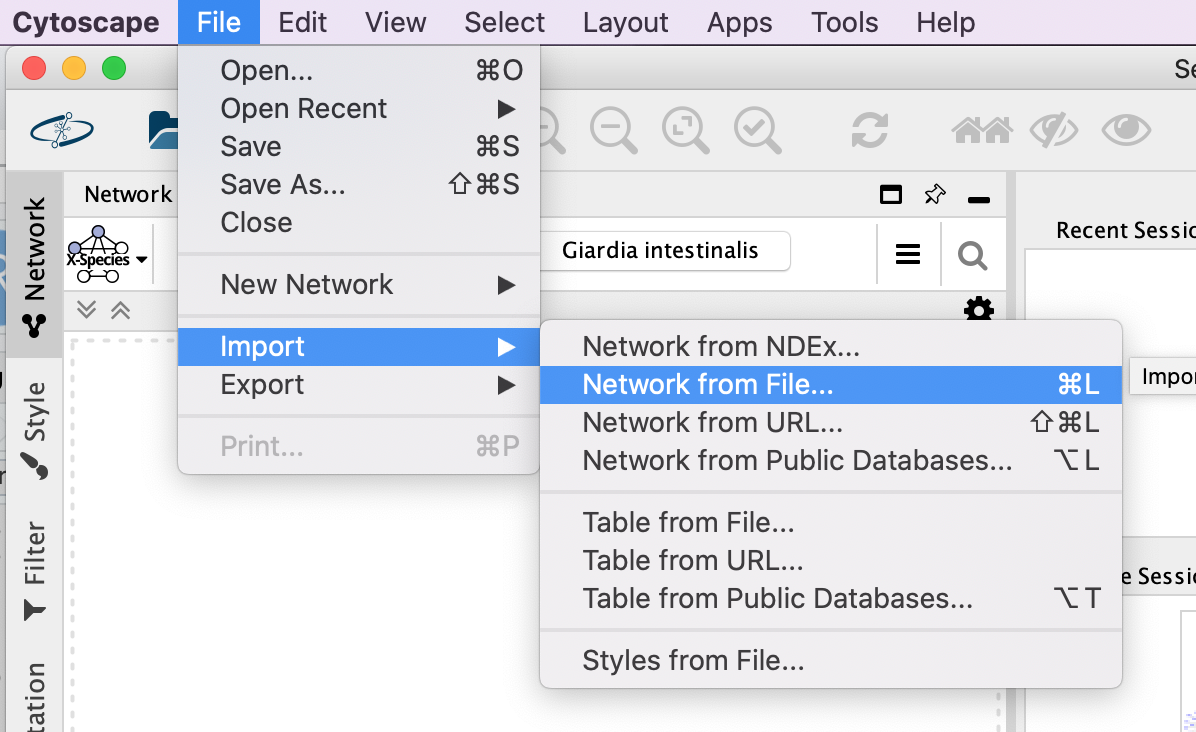 Cytoscape File Edit View Select Layout Apps Tools Help
Se
Open... ⌘O
Open Recent ▶
Save ⌘S
Save As... ⇧⌘S
Close
New Network ▶
Import ▶
Export ▶
Print... ⌘P
Network from NDEx...
Network from File... ⌘L
Network from URL... ⇧⌘L
Network from Public Databases... ⌥L
Table from File...
Table from URL...
Table from Public Databases... ⌥T
Styles from File...
Network
Style
Filter
tation
Network
X-Species
Giardia intestinalis
Recent Sessio
Impor
e Sessi